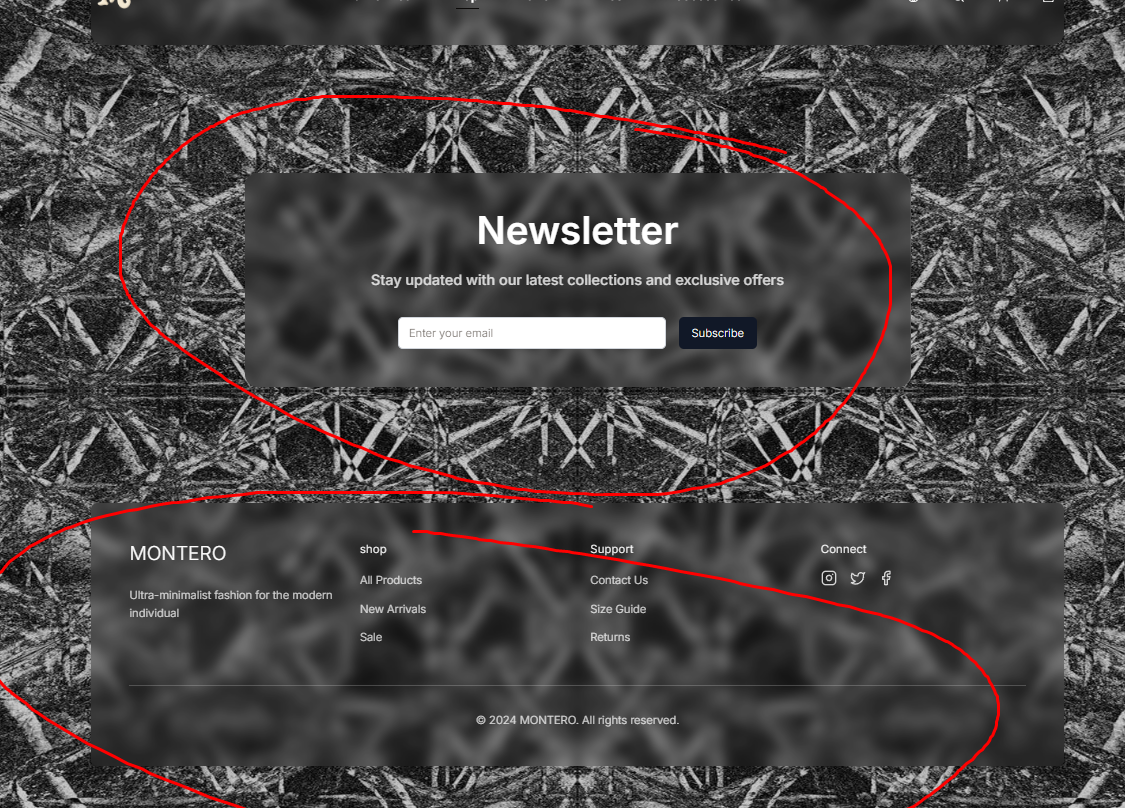 Newsletter
Stay updated with our latest collections and exclusive offers
Enter your email
Subscribe
MONTERO
Ultra-minimalist fashion for the modern
individual
shop
All Products
New Arrivals
Sale
Support
Contact Us
Size Guide
Returns
Connect
© 2024 MONTERO. All rights reserved.